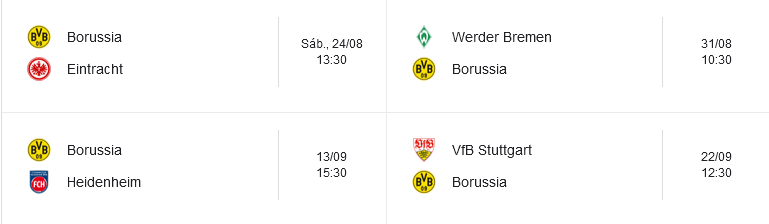 Borussia
Eintracht
Sáb., 24/08
13:30
Werder Bremen
Borussia
31/08
10:30
Borussia
Heidenheim
13/09
15:30
VfB Stuttgart
Borussia
22/09
12:30